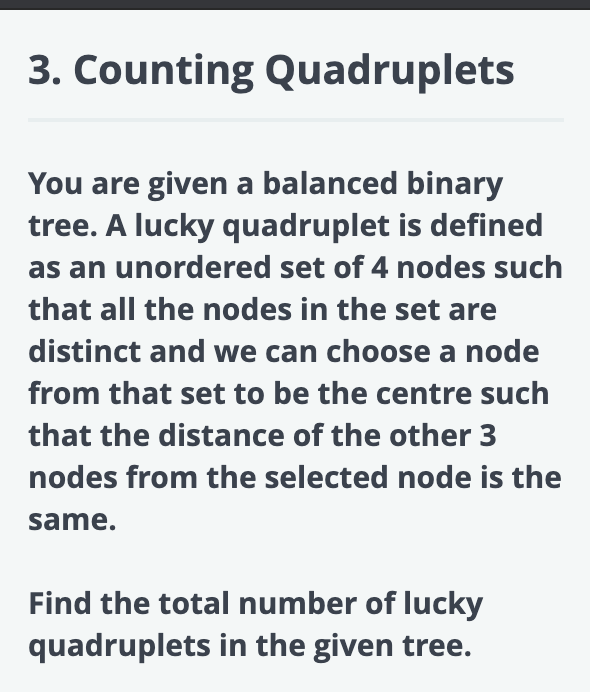 3. Counting Quadruplets
You are given a balanced binary
tree. A lucky quadruplet is defined
as an unordered set of 4 nodes such
that all the nodes in the set are
distinct and we can choose a node
from that set to be the centre such
that the distance of the other 3
nodes from the selected node is the
same.
Find the total number of lucky
quadruplets in the given tree.